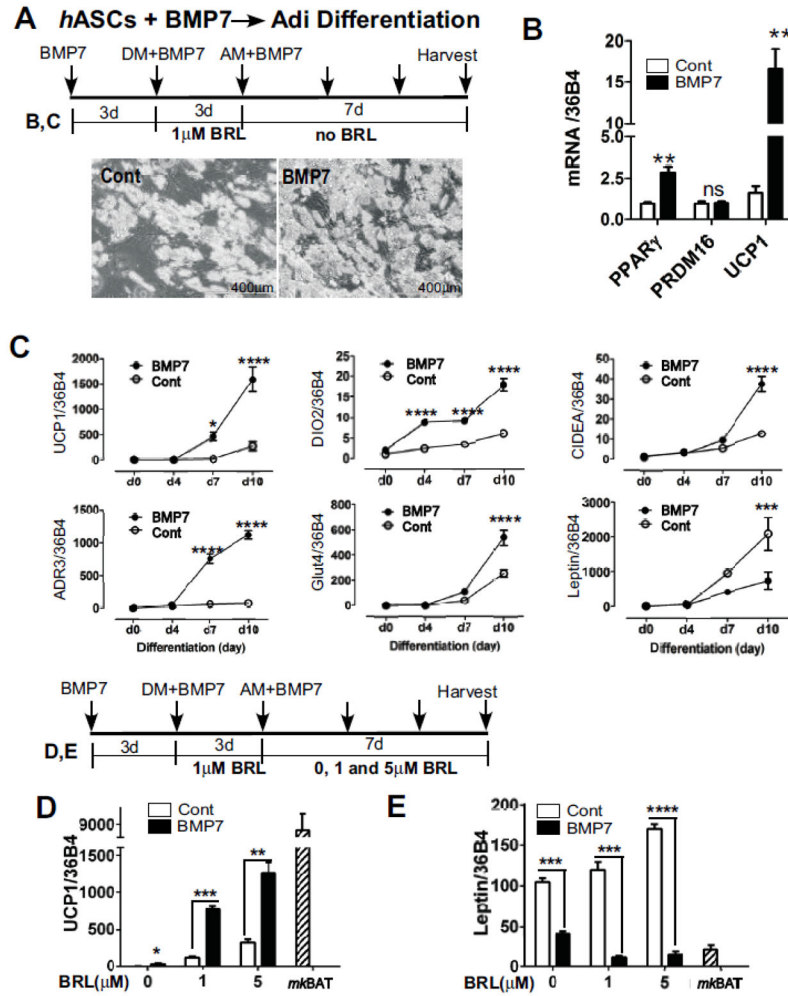 A
hASCs + BMP7 → Adi Differentiation
BMP7 DM+BMP7 AM+BMP7 Harvest
B,C
3d 3d 7d
1µM BRL no BRL
Cont BMP7
400µm 400µm
B
mRNA /36B4
20
15
10
5.0
2.5
0.0
Cont
BMP7
**
ns
**
PPARγ PRDM16 UCP1
C
UCP1/36B4
2000
1500
1000
500
0
BMP7
Cont
*
****
d0 d4 d7 d10
DIO2/36B4
25
20
15
10
5
0
BMP7
Cont
**** **** ****
d0 d4 d7 d10
CIDEA/36B4
50
40
30
20
10
0
BMP7
Cont
****
d0 d4 d7 d10
ADR3/36B4
1500
1000
500
0
BMP7
Cont
**** ****
d0 d4 d7 d10
Differentiation (day)
Glut4/36B4
800
600
400
200
0
BMP7
Cont
****
d0 d4 d7 d10
Differentiation (day)
Leptin/36B4
3000
2000
1000
0
BMP7
Cont
***
d0 d4 d7 d10
Differentiation (day)
BMP7 DM+BMP7 AM+BMP7 Harvest
D,E
3d 3d 7d
1µM BRL 0, 1 and 5µM BRL
D
UCP1/36B4
9000
1500
1000
500
0
Cont
BMP7
*
***
**
BRL(µM) 0 1 5 mkBAT
E
Leptin/36B4
200
150
100
50
0
Cont
BMP7
***
***
****
BRL(µM) 0 1 5 mkBAT